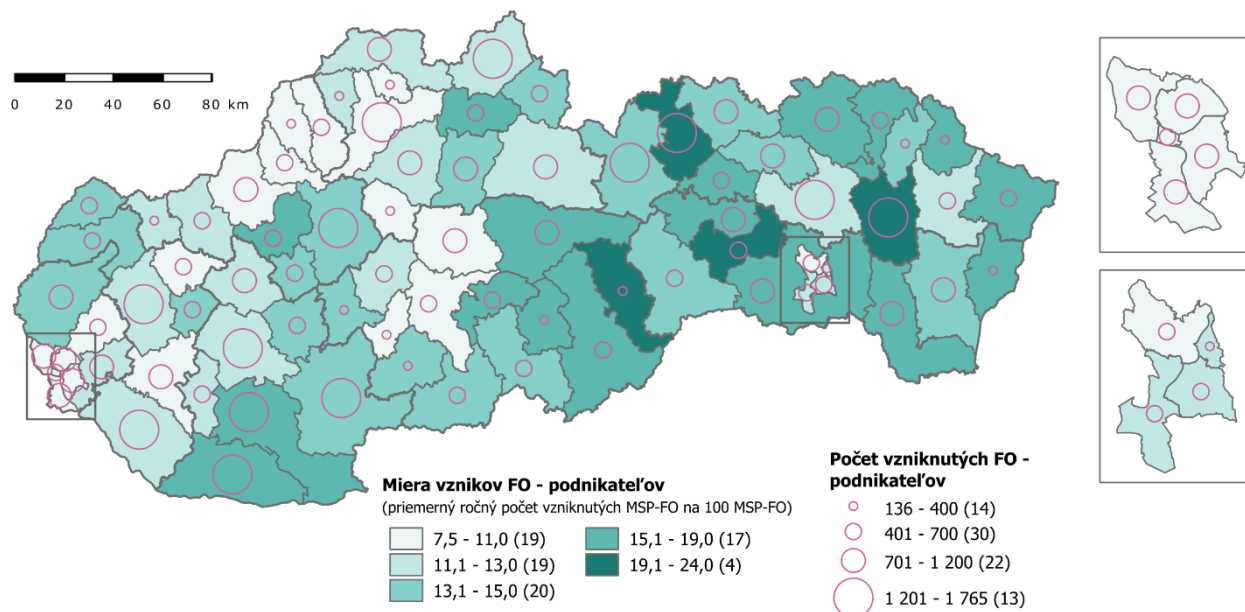 0 20 40 60 80 km
Miera vznikov FO - podnikateľov
(priemerný ročný počet vzniknutých MSP-FO na 100 MSP-FO)
7,5 - 11,0 (19)
11,1 - 13,0 (19)
13,1 - 15,0 (20)
15,1 - 19,0 (17)
19,1 - 24,0 (4)
Počet vzniknutých FO -
podnikateľov
136 - 400 (14)
401 - 700 (30)
701 - 1 200 (22)
1 201 - 1 765 (13)